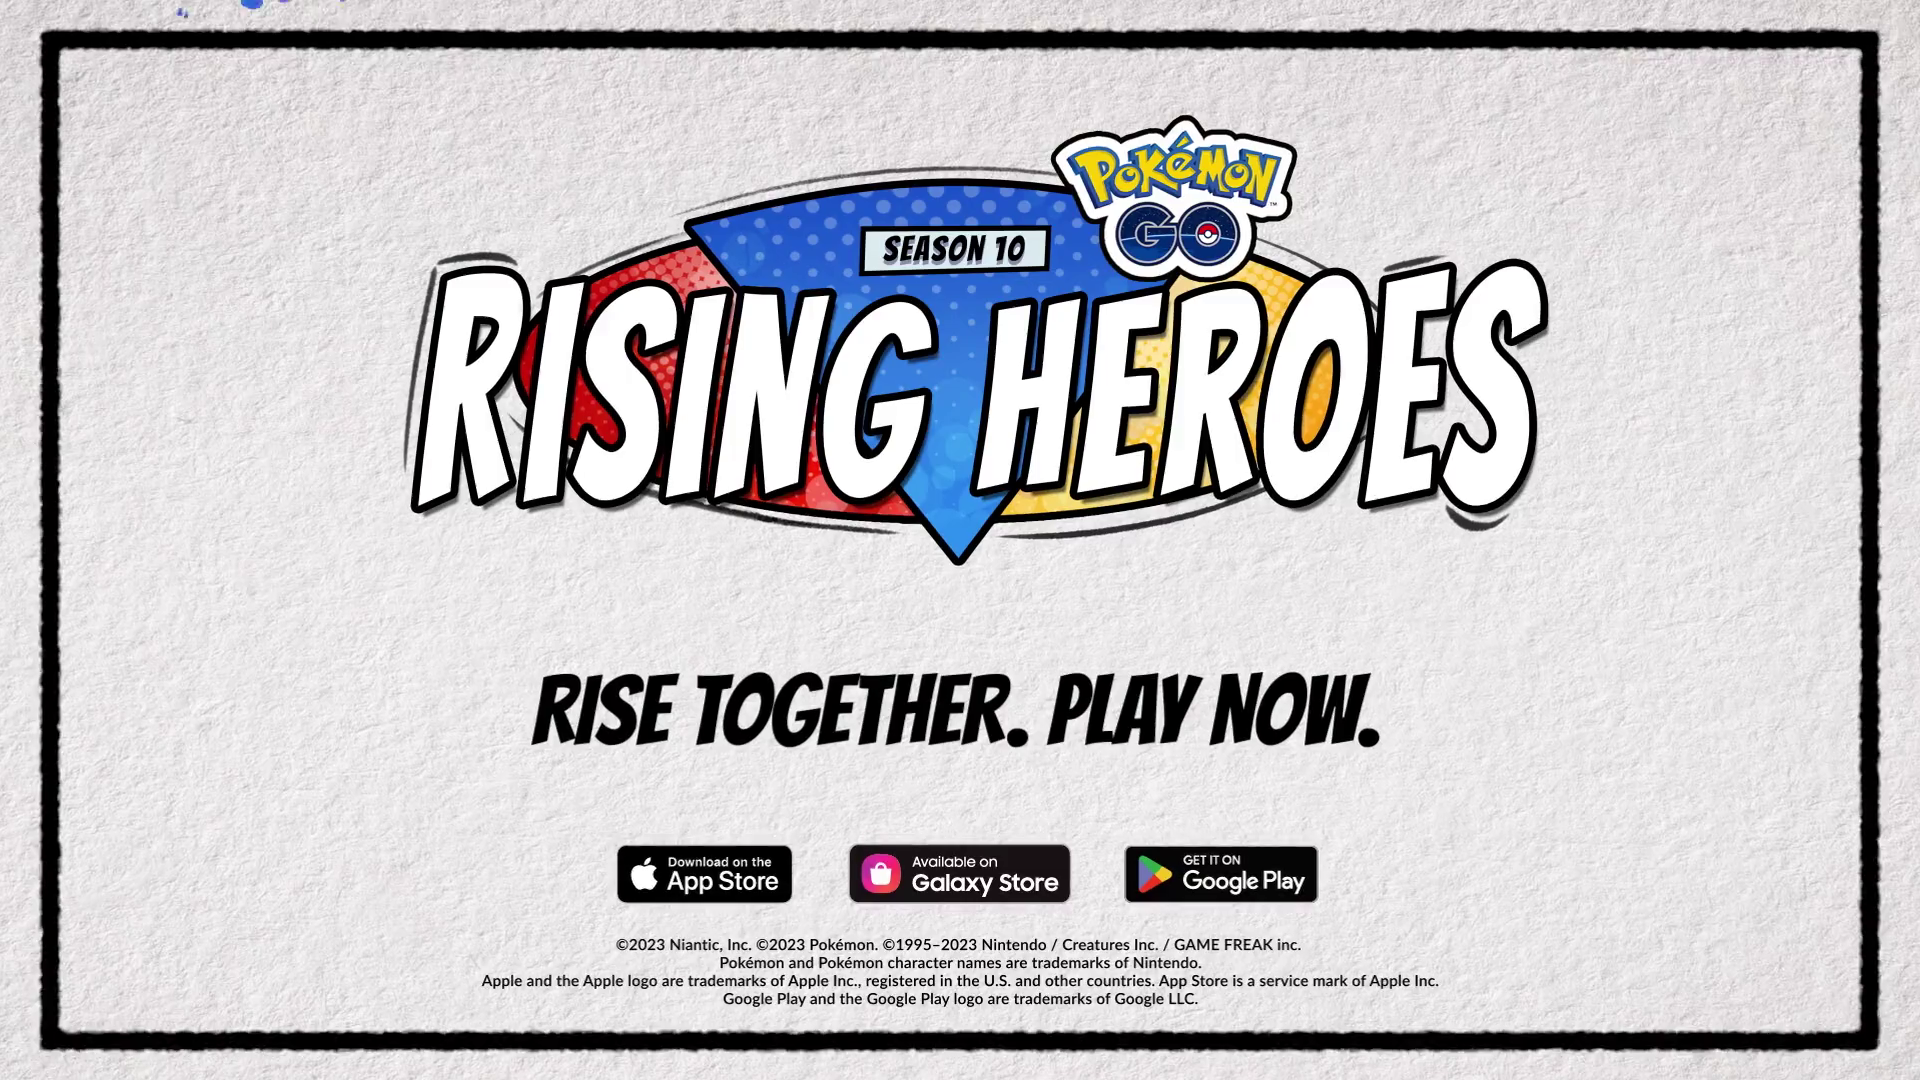 Pokémon
GO
SEASON 10
RISING HEROES
RISE TOGETHER. PLAY NOW.
Download on the
App Store
Available on
Galaxy Store
GET IT ON
Google Play
©2023 Niantic, Inc. ©2023 Pokémon. ©1995–2023 Nintendo / Creatures Inc. / GAME FREAK inc.
Pokémon and Pokémon character names are trademarks of Nintendo.
Apple and the Apple logo are trademarks of Apple Inc., registered in the U.S. and other countries. App Store is a service mark of Apple Inc.
Google Play and the Google Play logo are trademarks of Google LLC.